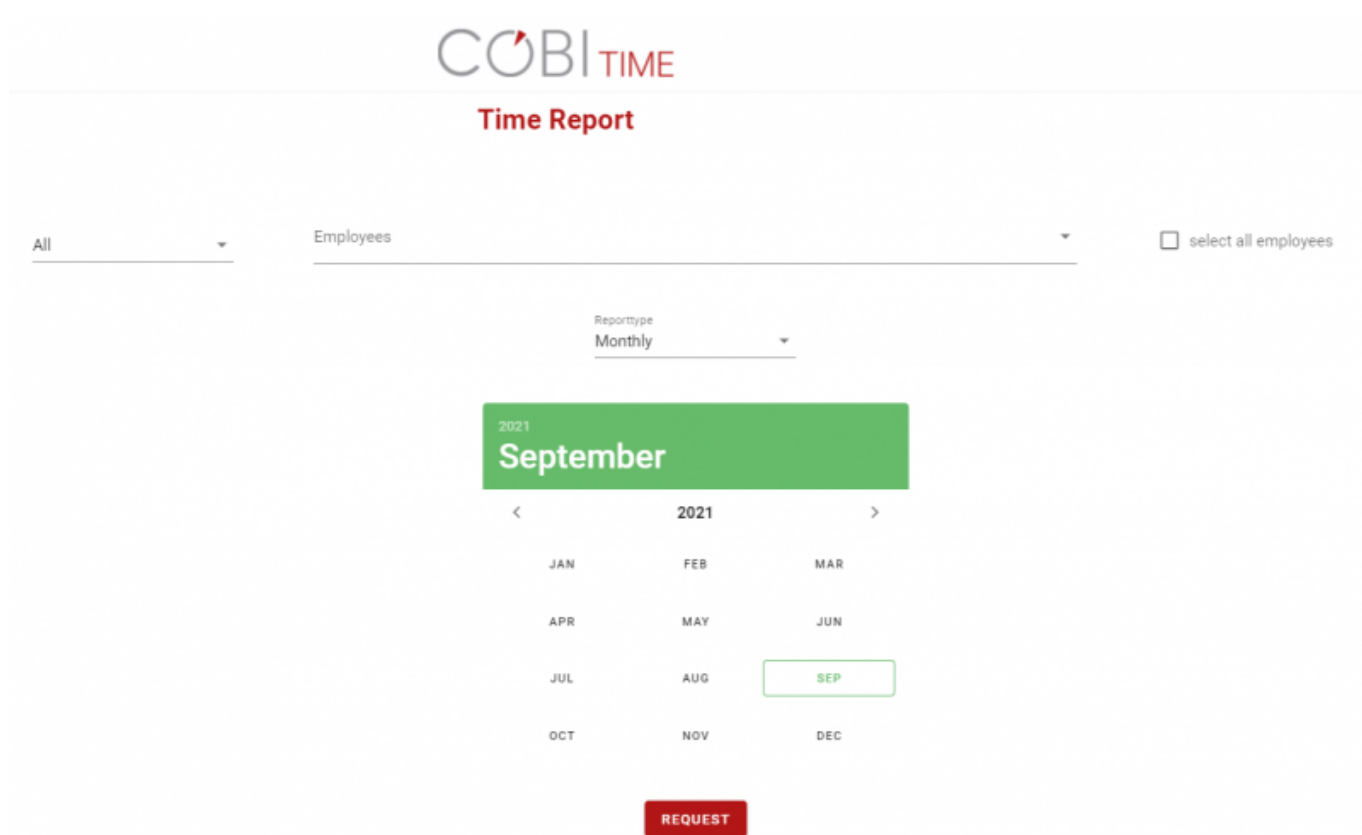 COBI TIME
Time Report
All
Employees
select all employees
Reporttype
Monthly
2021
September
2021
JAN FEB MAR
APR MAY JUN
JUL AUG SEP
OCT NOV DEC
REQUEST